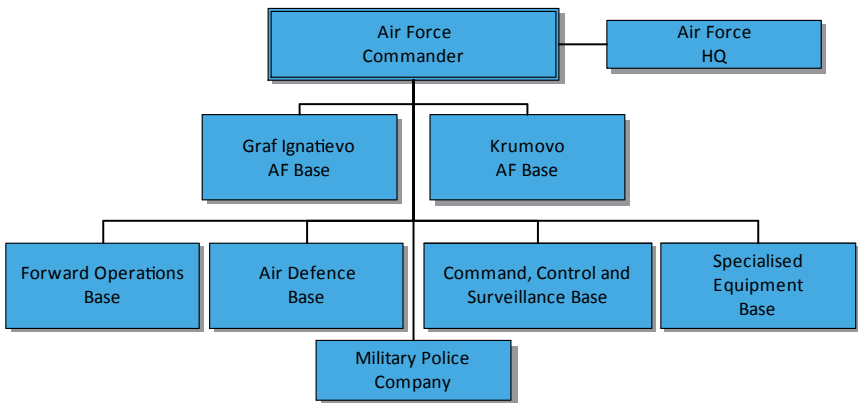 Air Force
Commander
Air Force
HQ
Graf Ignatievo
AF Base
Krumovo
AF Base
Forward Operations
Base
Air Defence
Base
Command, Control and
Surveillance Base
Specialised
Equipment
Base
Military Police
Company